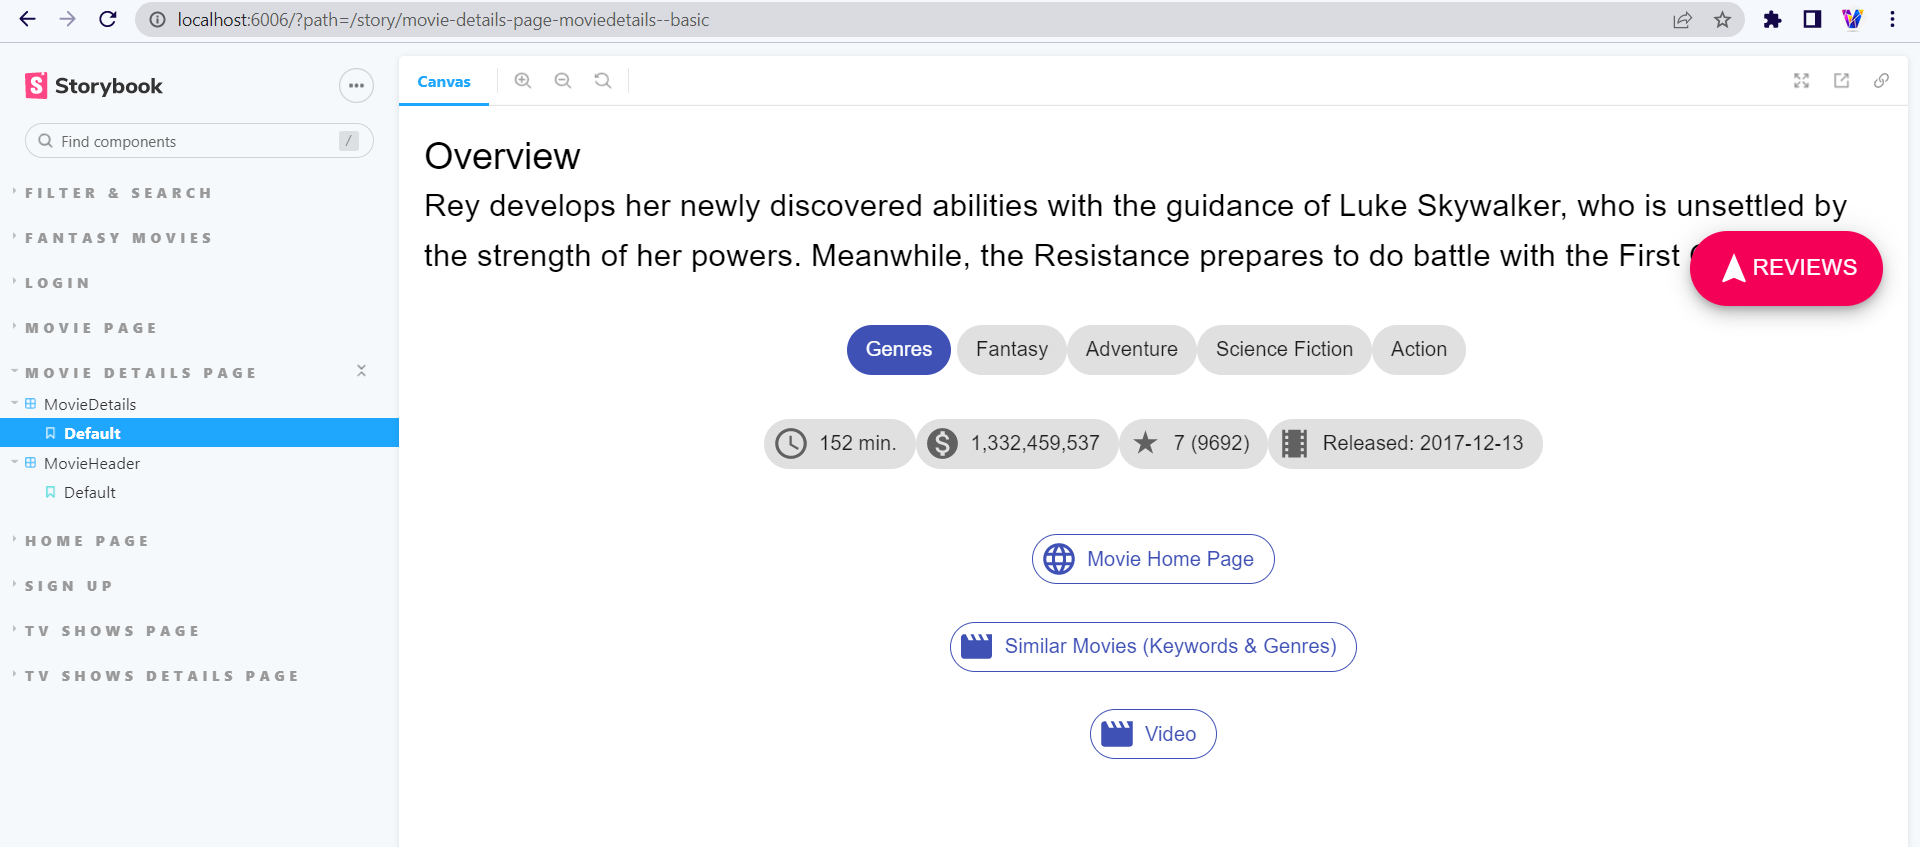 localhost:6006/?path=/story/movie-details-page-moviedetails--basic
Storybook
Find components
/
FILTER & SEARCH
FANTASY MOVIES
LOGIN
MOVIE PAGE
MOVIE DETAILS PAGE
MovieDetails
Default
MovieHeader
Default
HOME PAGE
SIGN UP
TV SHOWS PAGE
TV SHOWS DETAILS PAGE
Canvas
Overview
Rey develops her newly discovered abilities with the guidance of Luke Skywalker, who is unsettled by
the strength of her powers. Meanwhile, the Resistance prepares to do battle with the First
REVIEWS
Genres Fantasy Adventure Science Fiction Action
152 min. 1,332,459,537 7 (9692) Released: 2017-12-13
Movie Home Page
Similar Movies (Keywords & Genres)
Video